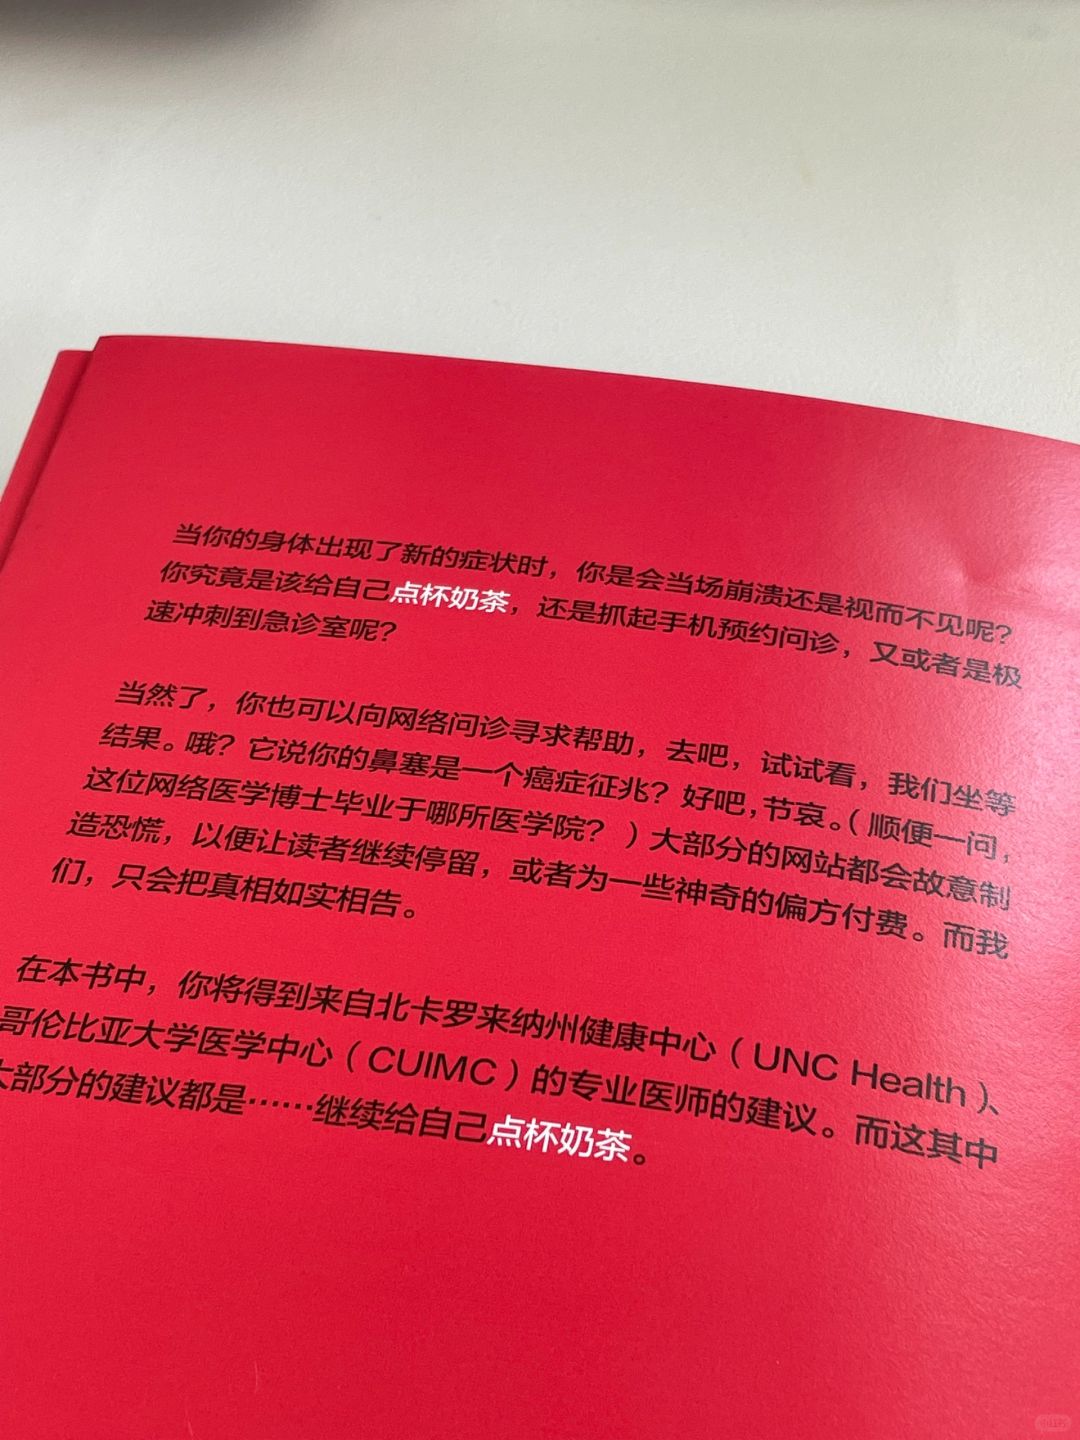 当你的身体出现了新的症状时，你是会当场崩溃还是视而不见呢？
你究竟是该给自己点杯奶茶，还是抓起手机预约问诊，又或者是极
速冲刺到急诊室呢？
当然了，你也可以向网络问诊寻求帮助，去吧，试试看，我们坐等
结果。哦？它说你的鼻塞是一个癌症征兆？好吧，节哀。（顺便一问，
这位网络医学博士毕业于哪所医学院？）大部分的网站都会故意制
造恐慌，以便让读者继续停留，或者为一些神奇的偏方付费。而我
们，只会把真相如实相告。
在本书中，你将得到来自北卡罗来纳州健康中心（UNC Health）、
哥伦比亚大学医学中心（CUIMC）的专业医师的建议。而这其中
大部分的建议都是……继续给自己点杯奶茶。
小红书